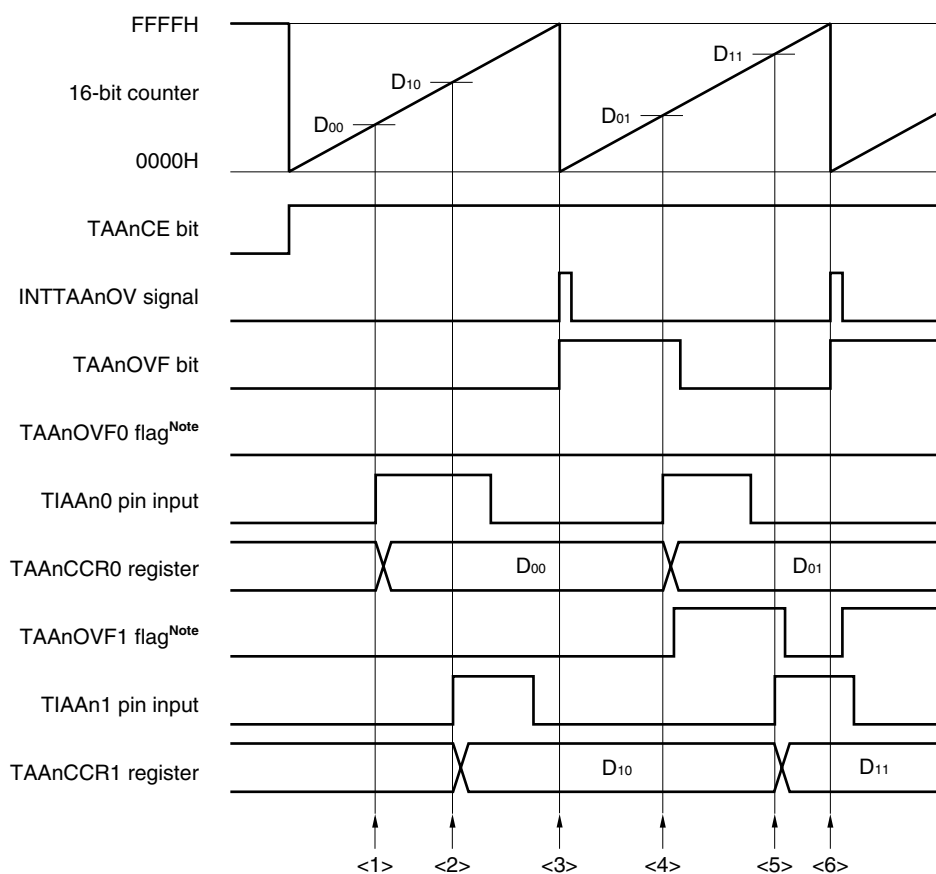 FFFFH
16-bit counter
0000H
D00
D10
D01
D11
TAAnCE bit
INTTAAnOV signal
TAAnOVF bit
TAAnOVF0 flagNote
TIAAn0 pin input
TAAnCCR0 register
D00
D01
TAAnOVF1 flagNote
TIAAn1 pin input
TAAnCCR1 register
D10
D11
<1> <2> <3> <4> <5> <6>